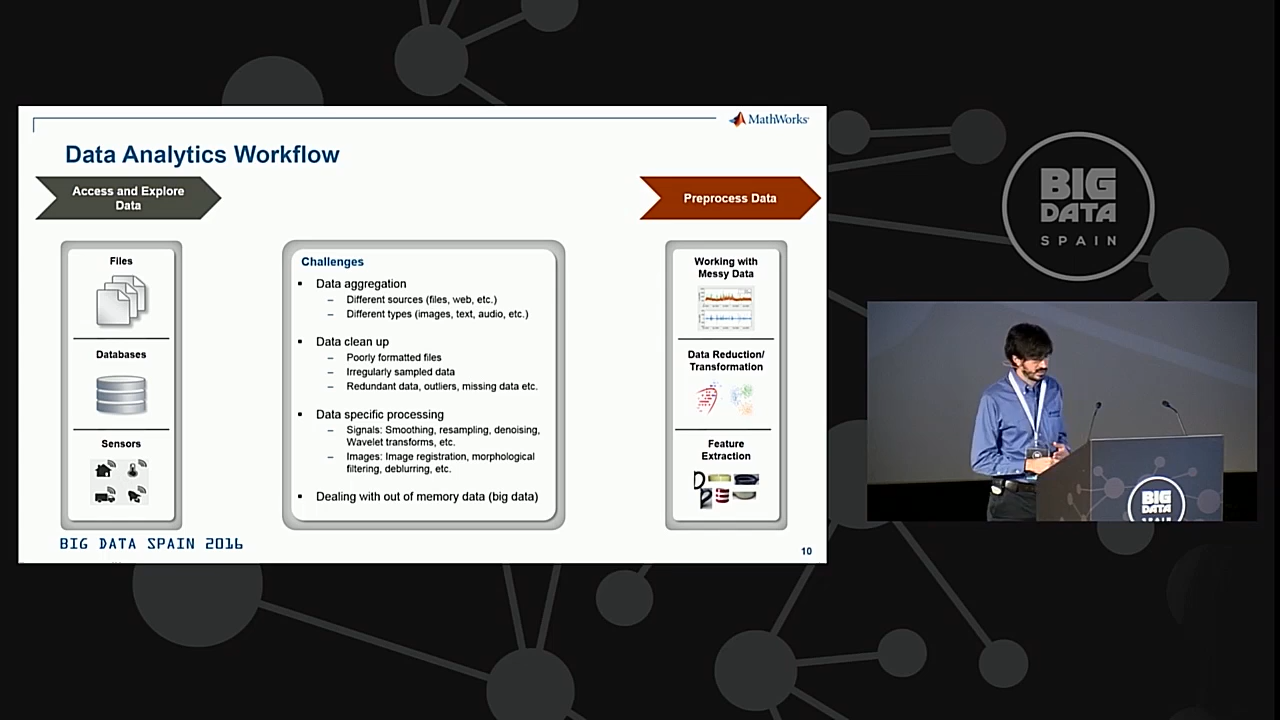 MathWorks
Data Analytics Workflow
Access and Explore
Data
Preprocess Data
Files
Databases
Sensors
Challenges
▪ Data aggregation
– Different sources (files, web, etc.)
– Different types (images, text, audio, etc.)
▪ Data clean up
– Poorly formatted files
– Irregularly sampled data
– Redundant data, outliers, missing data etc.
▪ Data specific processing
– Signals: Smoothing, resampling, denoising,
Wavelet transforms, etc.
– Images: Image registration, morphological
filtering, deblurring, etc.
▪ Dealing with out of memory data (big data)
Working with
Messy Data
Data Reduction/
Transformation
Feature
Extraction
BIG DATA SPAIN 2016
10
BIG
DATA
SPAIN
BIG
DATA
SPAIN